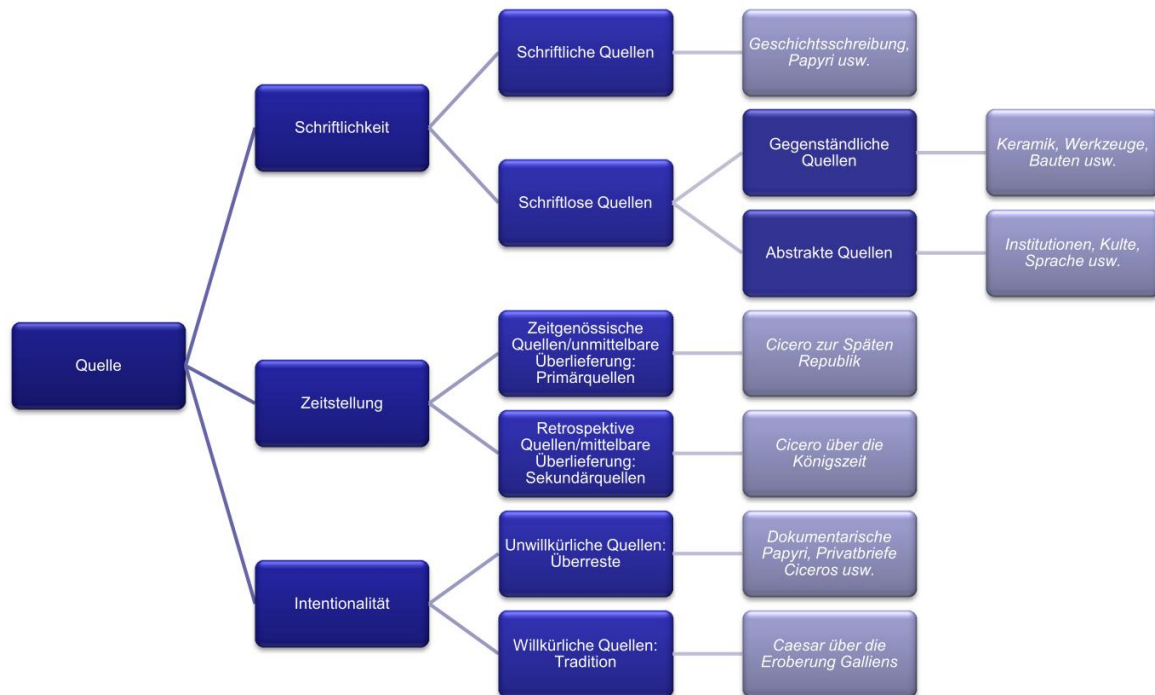 Quelle
Schriftlichkeit
Schriftliche Quellen
Geschichtsschreibung,
Papyri usw.
Schriftlose Quellen
Gegenständliche
Quellen
Keramik, Werkzeuge,
Bauten usw.
Abstrakte Quellen
Institutionen, Kulte,
Sprache usw.
Zeitstellung
Zeitgenössische
Quellen/unmittelbare
Überlieferung:
Primärquellen
Cicero zur Späten
Republik
Retrospektive
Quellen/mittelbare
Überlieferung:
Sekundärquellen
Cicero über die
Königszeit
Intentionalität
Unwillkürliche Quellen:
Überreste
Dokumentarische
Papyri, Privatbriefe
Ciceros usw.
Willkürliche Quellen:
Tradition
Caesar über die
Eroberung Galliens